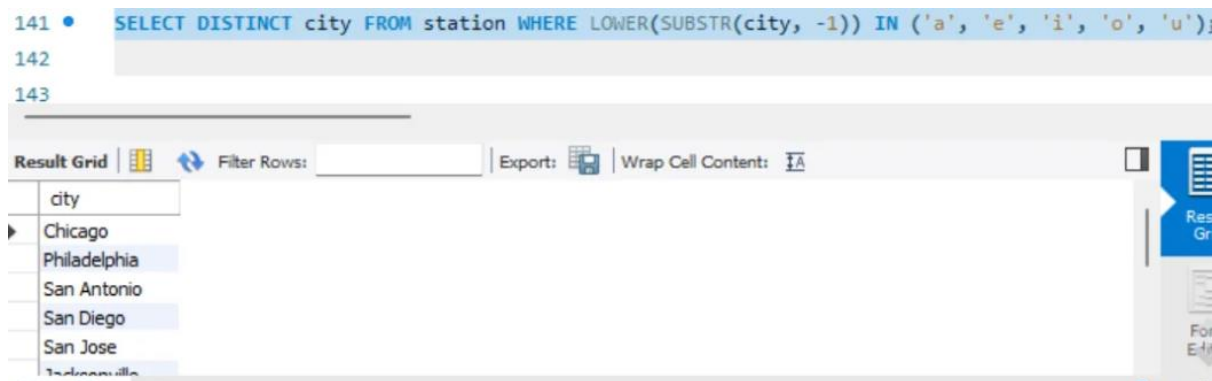 141 SELECT DISTINCT city FROM station WHERE LOWER(SUBSTR(city, -1)) IN ('a', 'e', 'i', 'o', 'u');
142
143
Result Grid Filter Rows: Export: Wrap Cell Content:
city
Chicago
Philadelphia
San Antonio
San Diego
San Jose
Jacksonville